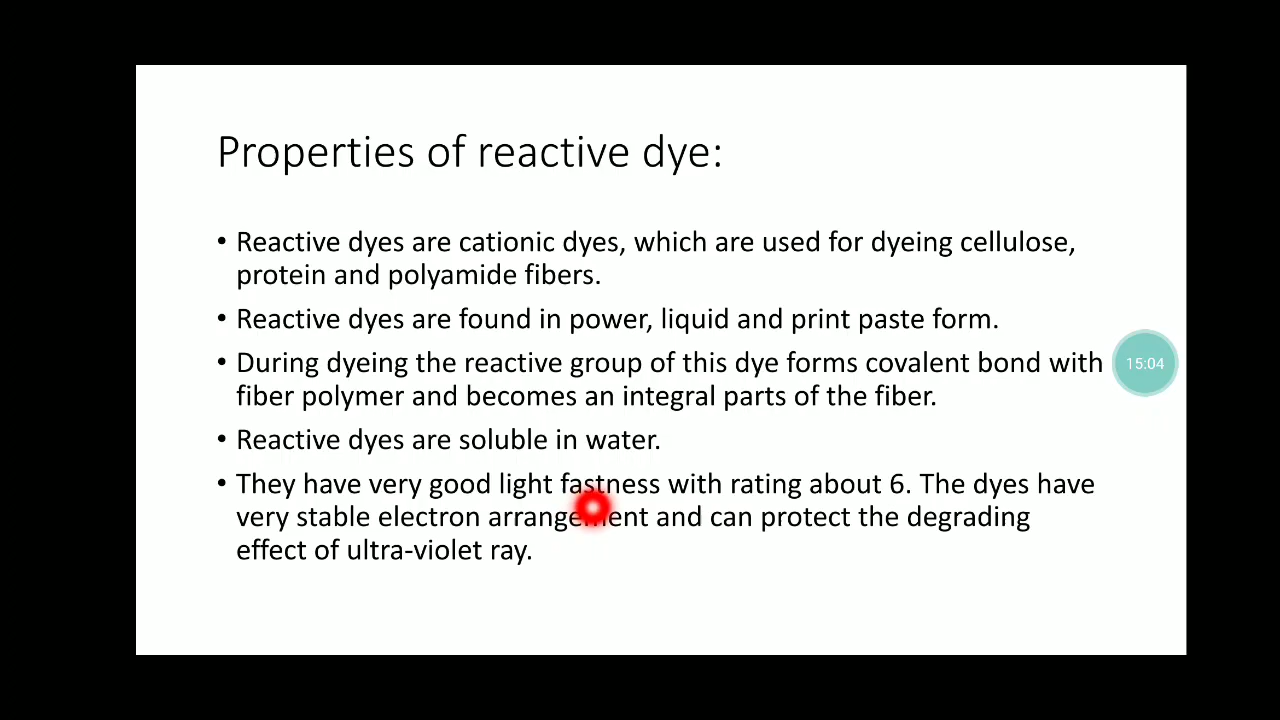 Properties of reactive dye:
• Reactive dyes are cationic dyes, which are used for dyeing cellulose,
protein and polyamide fibers.
• Reactive dyes are found in power, liquid and print paste form.
• During dyeing the reactive group of this dye forms covalent bond with
fiber polymer and becomes an integral parts of the fiber.
• Reactive dyes are soluble in water.
• They have very good light fastness with rating about 6. The dyes have
very stable electron arrangement and can protect the degrading
effect of ultra-violet ray.
15:04